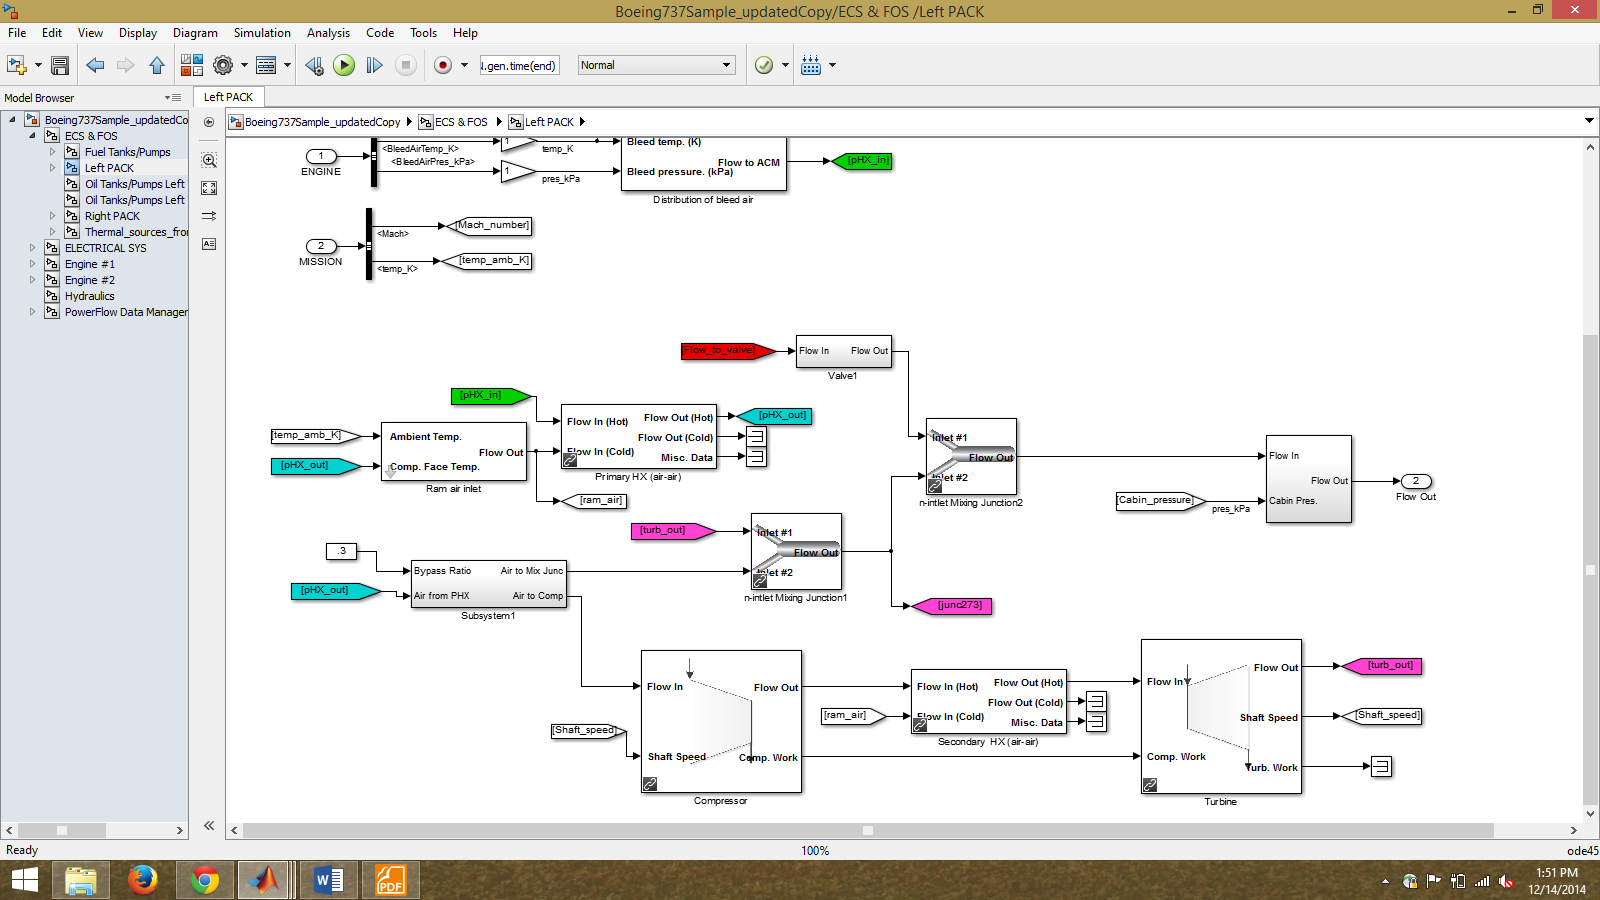 Boeing737Sample_updatedCopy/ECS & FOS /Left PACK
File Edit View Display Diagram Simulation Analysis Code Tools Help
l.gen.time(end)
Normal
Model Browser
Left PACK
Boeing737Sample_updatedCo
ECS & FOS
Fuel Tanks/Pumps
Left PACK
Oil Tanks/Pumps Left
Oil Tanks/Pumps Left
Right PACK
Thermal_sources_fro
ELECTRICAL SYS
Engine #1
Engine #2
Hydraulics
PowerFlow Data Manager
Boeing737Sample_updatedCopy ECS & FOS Left PACK
1
ENGINE
<BleedAirTemp_K>
<BleedAirPres_kPa>
1
temp_K
1
pres_kPa
Bleed temp. (K)
Flow to ACM
Bleed pressure. (kPa)
Distribution of bleed air
[pHX_in]
2
MISSION
<Mach>
[Mach_number]
<temp_K>
[temp_amb_K]
[Flow_to_valve]
Flow In Flow Out
Valve1
[pHX_in]
Flow In (Hot) Flow Out (Hot)
Flow Out (Cold)
Flow In (Cold)
Misc. Data
Primary HX (air-air)
[pHX_out]
[temp_amb_K]
[pHX_out]
Ambient Temp.
Flow Out
Comp. Face Temp.
Ram air inlet
[ram_air]
Inlet #1
Flow Out
Inlet #2
n-intlet Mixing Junction2
Flow In
Flow Out
Cabin Pres.
[Cabin_pressure]
pres_kPa
2
Flow Out
[turb_out]
Inlet #1
Flow Out
Inlet #2
n-intlet Mixing Junction1
.3
[pHX_out]
Bypass Ratio Air to Mix Junc
Air from PHX Air to Comp
Subsystem1
[junc273]
Flow In Flow Out
Shaft Speed Comp. Work
Compressor
[Shaft_speed]
[ram_air]
Flow In (Hot) Flow Out (Hot)
Flow Out (Cold)
Flow In (Cold)
Misc. Data
Secondary HX (air-air)
Flow In Flow Out
Shaft Speed
Comp. Work
Turb. Work
Turbine
[turb_out]
[Shaft_speed]
Ready 100% ode45
1:51 PM
12/14/2014
W
PDF